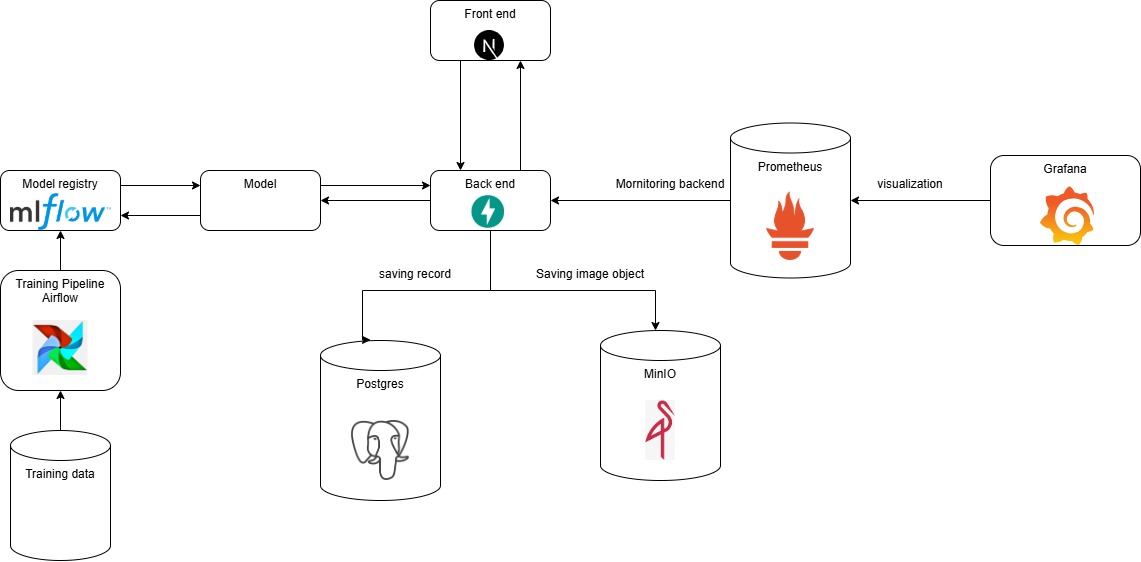 Front end
N
Prometheus
Grafana
Model registry
mlflow™
Model
Back end
Mornitoring backend
visualization
Training Pipeline
Airflow
saving record
Saving image object
Postgres
MinIO
Training data